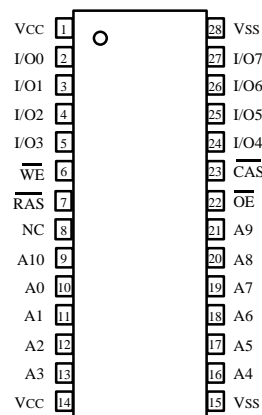 VCC 1 28 VSS
I/O0 2 27 I/O7
I/O1 3 26 I/O6
I/O2 4 25 I/O5
I/O3 5 24 I/O4
WE 6 23 CAS
RAS 7 22 OE
NC 8 21 A9
A10 9 20 A8
A0 10 19 A7
A1 11 18 A6
A2 12 17 A5
A3 13 16 A4
VCC 14 15 VSS